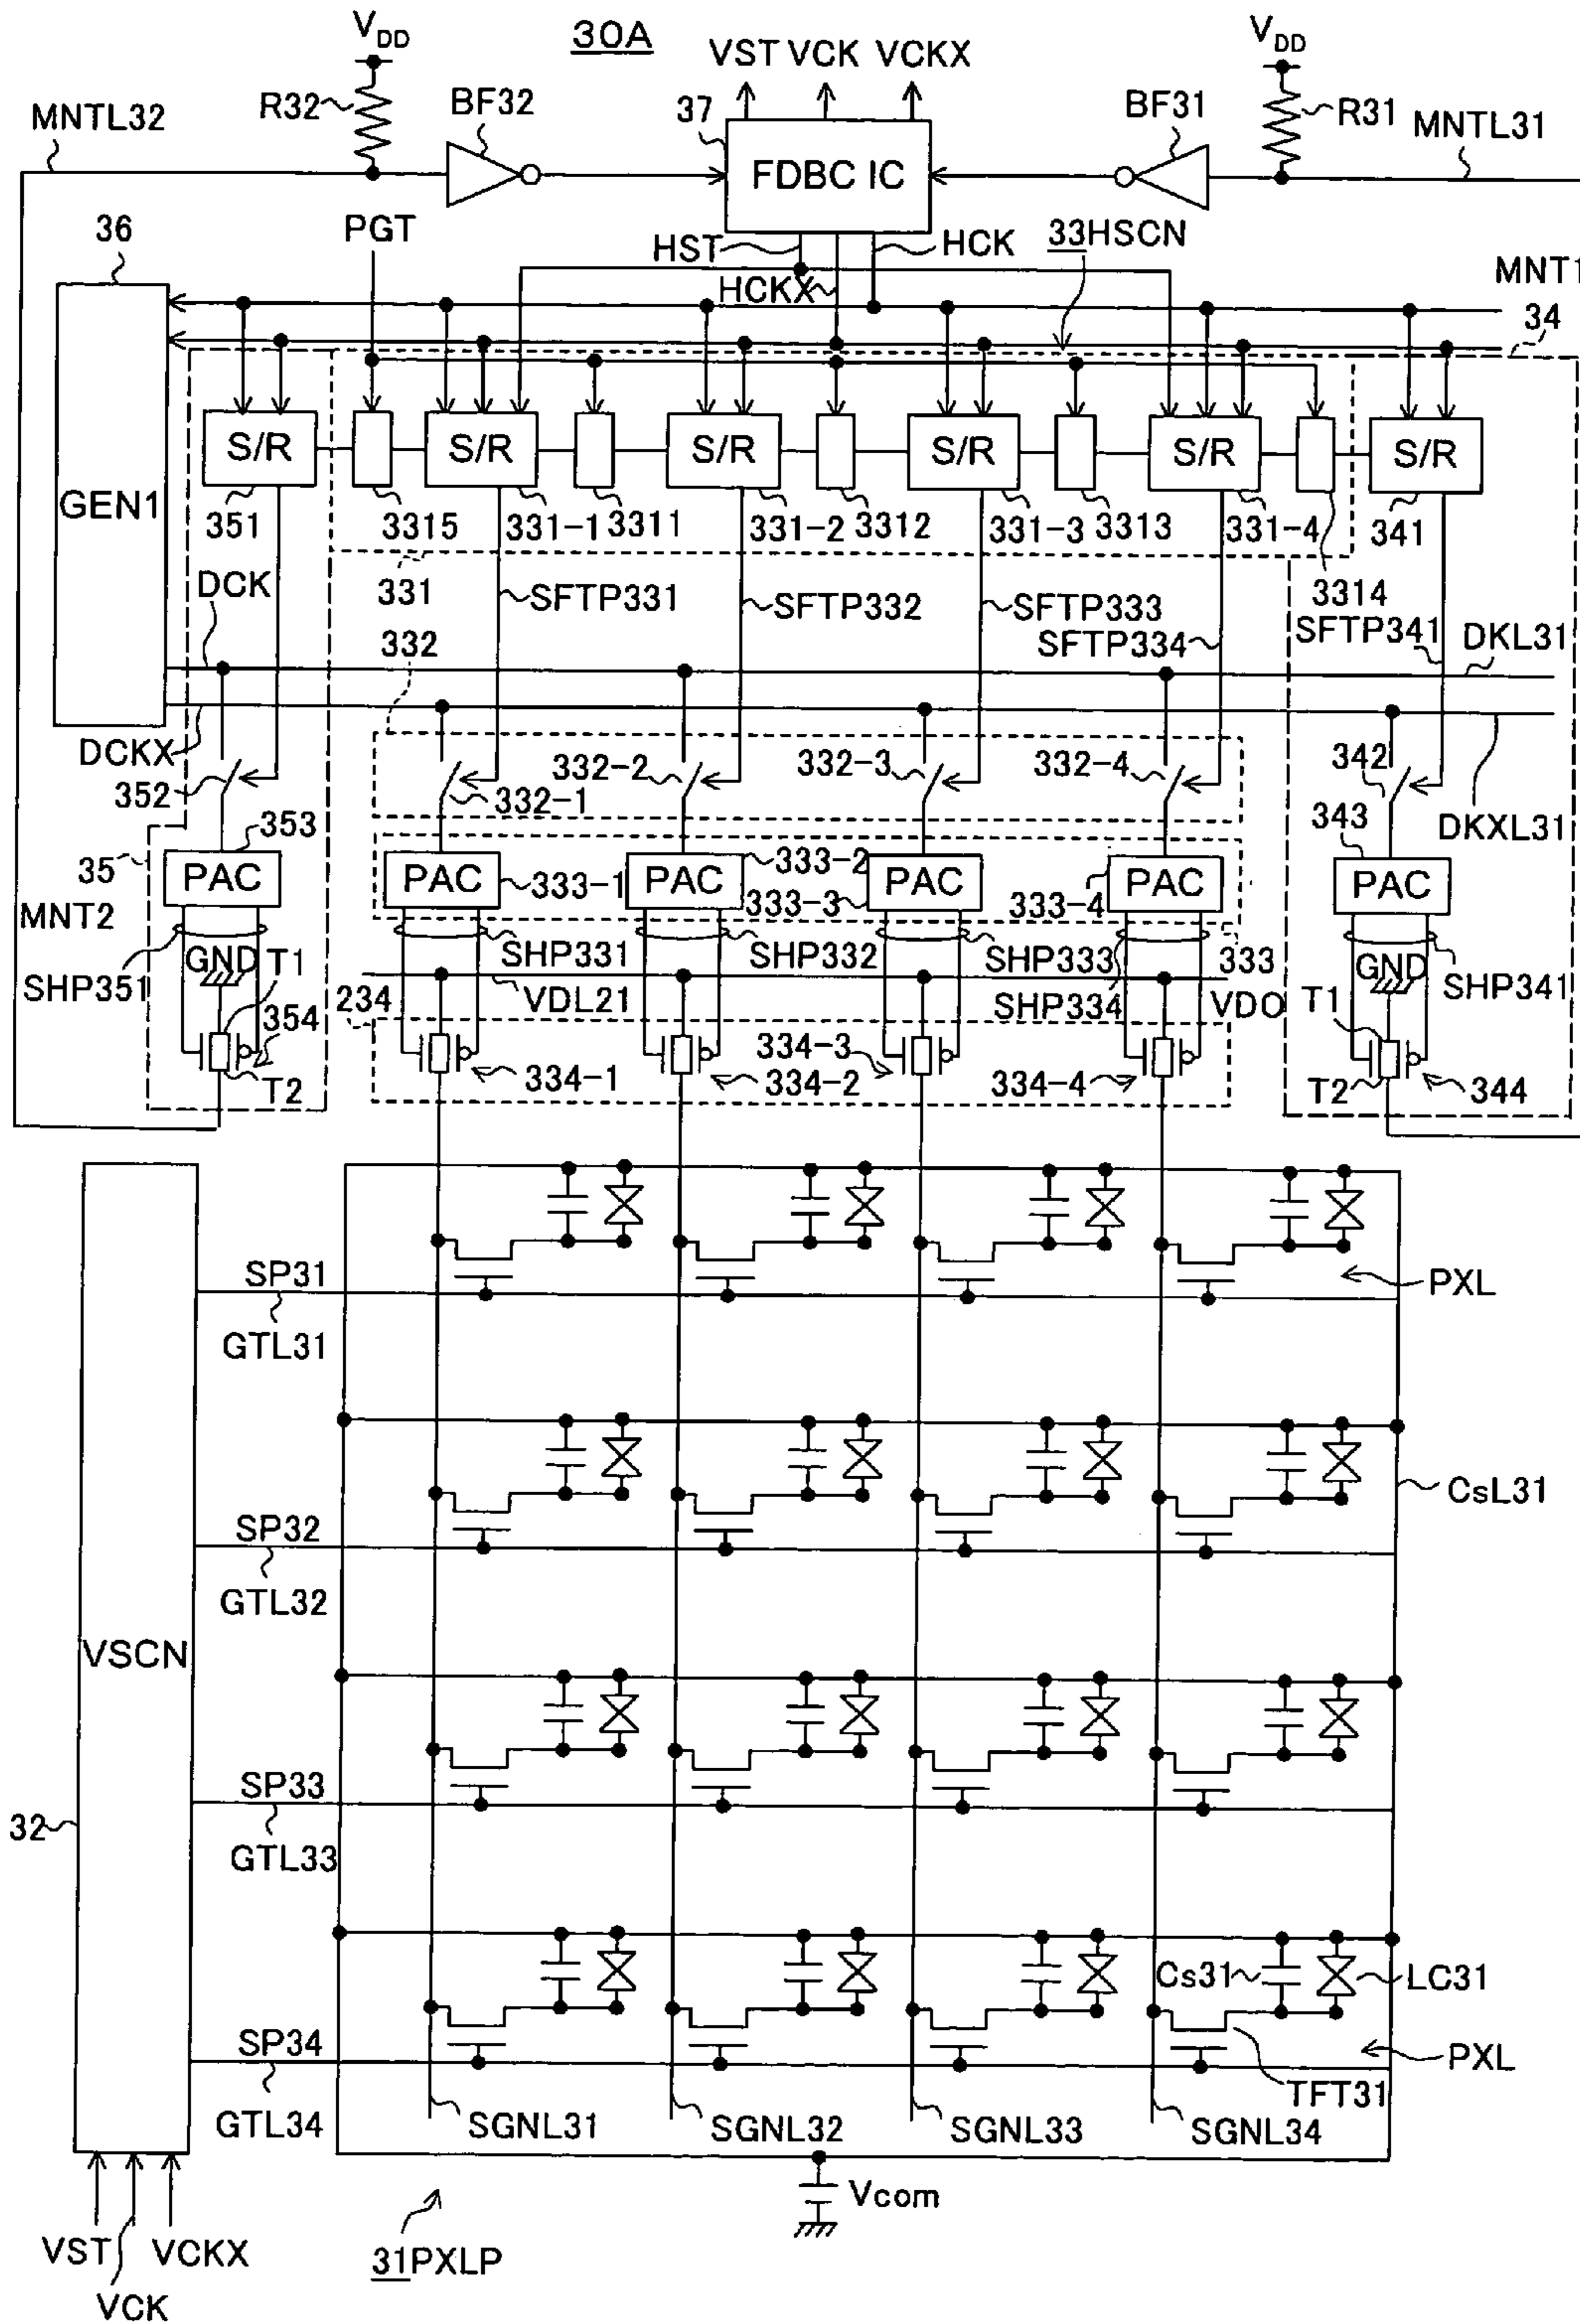 30A
V DD
VST VCK VCKX
V DD
R32
BF32
37
BF31
R31
MNTL32
MNTL31
FDBC IC
36
PGT
HST
HCK
33HSCN
HCKX
MNT1
34
GEN1
S/R
S/R
S/R
S/R
S/R
S/R
351
3315
331-1
3311
331-2
3312
331-3
3313
331-4
341
331
3314
DCK
SFTP331
SFTP332
SFTP333
SFTP334
SFTP341
DKL31
332
DCKX
352
332-1
332-2
332-3
332-4
342
DKXL31
353
343
35
PAC
PAC
PAC
PAC
PAC
PAC
333-1
333-2
333-3
333-4
MNT2
SHP351
GND
T1
SHP331
SHP332
SHP333
SHP334
333
GND
SHP341
234
VDL21
VDO
T1
354
T2
334-1
334-2
334-3
334-4
T2
344
SP31
PXL
GTL31
CsL31
SP32
GTL32
VSCN
SP33
32
GTL33
Cs31
LC31
SP34
PXL
TFT31
GTL34
SGNL31
SGNL32
SGNL33
SGNL34
Vcom
VST
VCKX
VCK
31PXLP